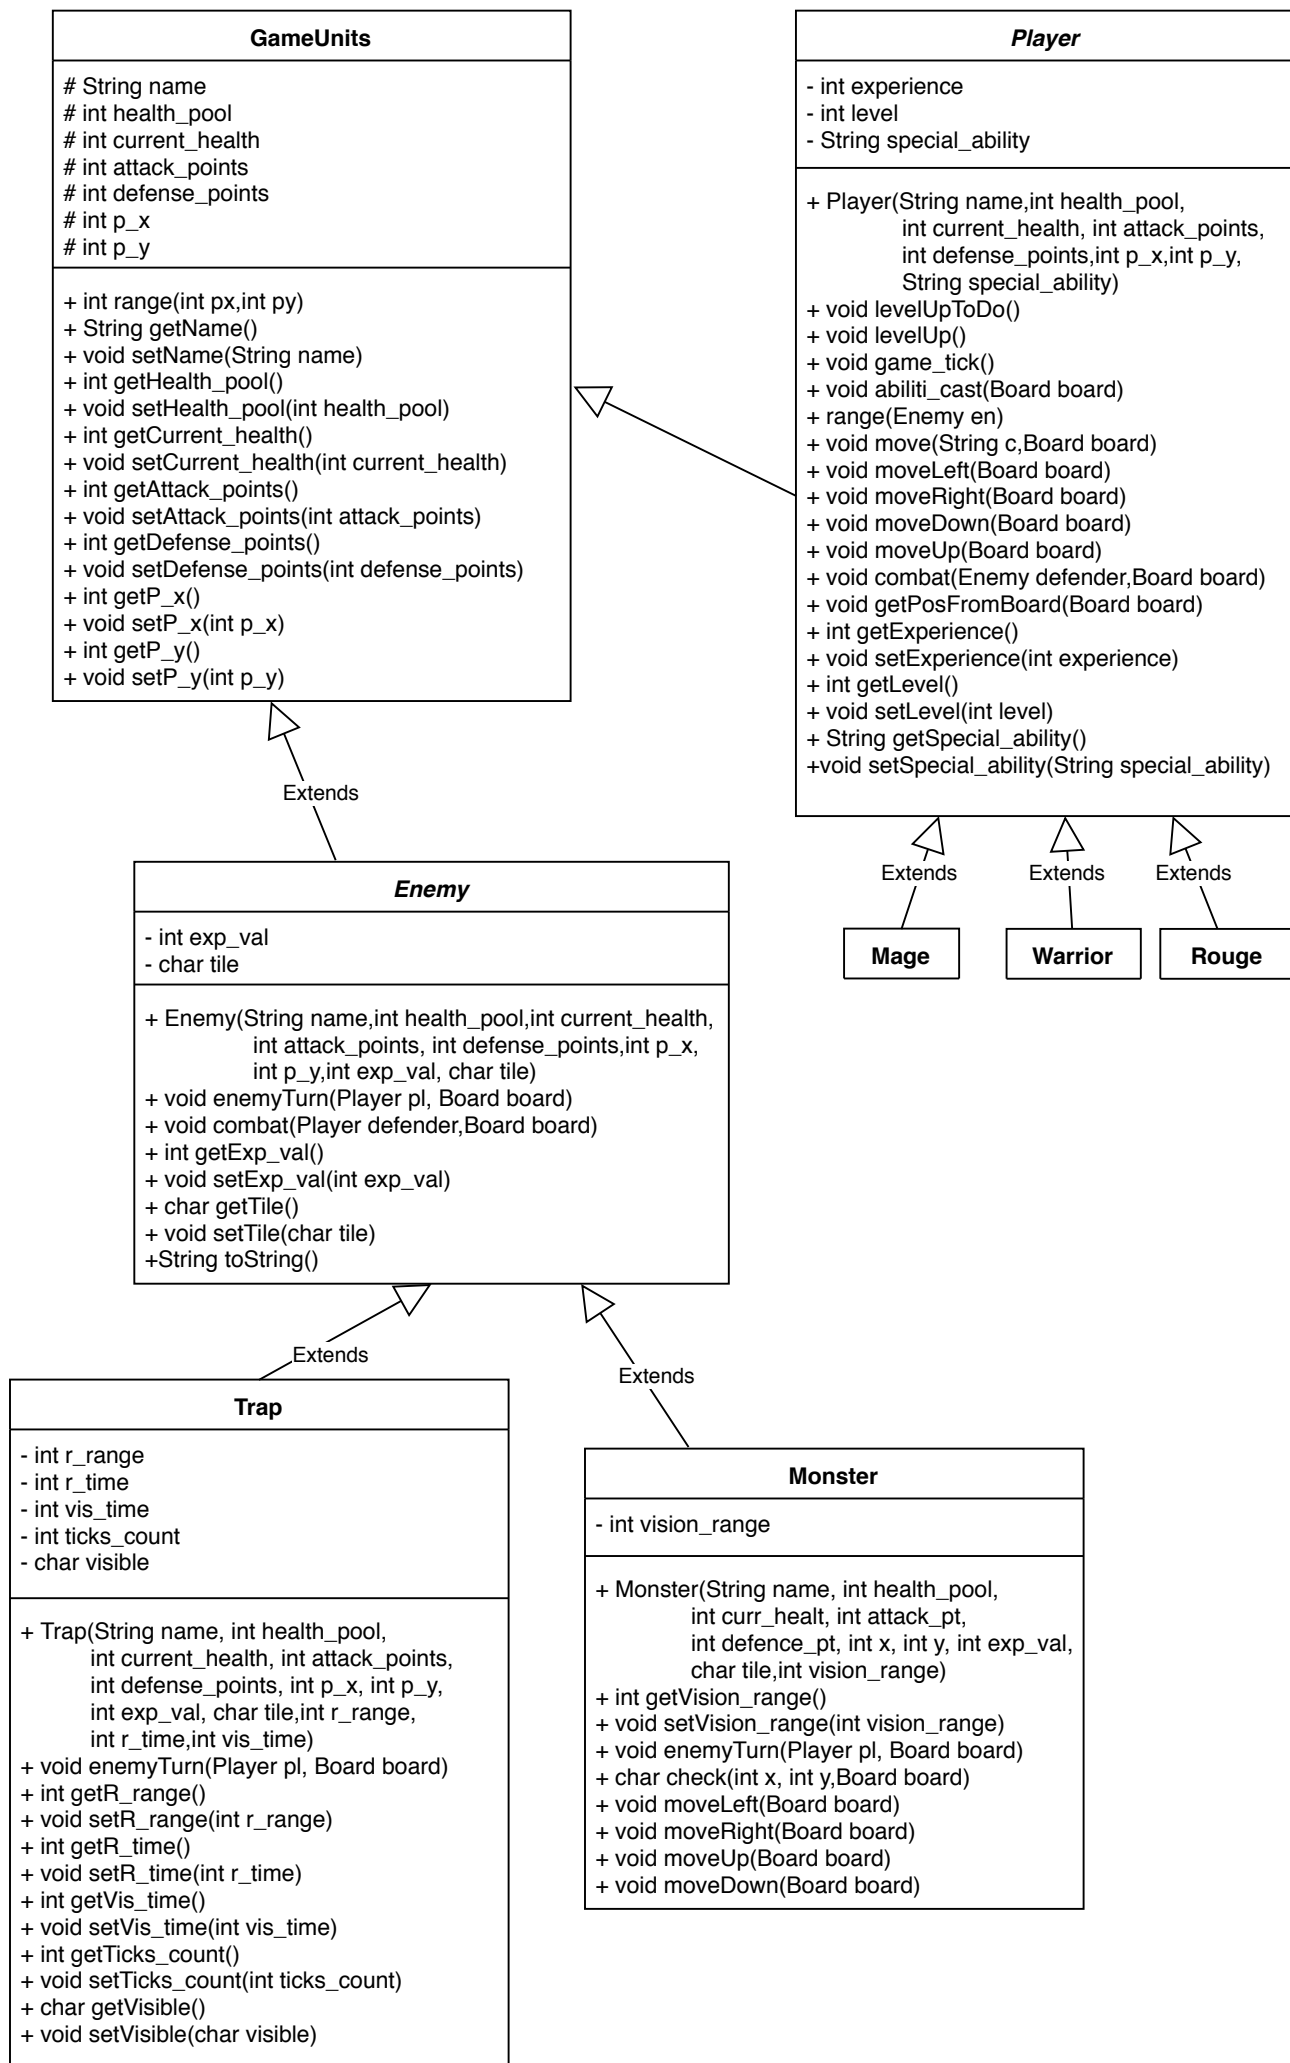 GameUnits
# String name
# int health_pool
# int current_health
# int attack_points
# int defense_points
# int p_x
# int p_y
+ int range(int px,int py)
+ String getName()
+ void setName(String name)
+ int getHealth_pool()
+ void setHealth_pool(int health_pool)
+ int getCurrent_health()
+ void setCurrent_health(int current_health)
+ int getAttack_points()
+ void setAttack_points(int attack_points)
+ int getDefense_points()
+ void setDefense_points(int defense_points)
+ int getP_x()
+ void setP_x(int p_x)
+ int getP_y()
+ void setP_y(int p_y)
Player
- int experience
- int level
- String special_ability
+ Player(String name,int health_pool,
int current_health, int attack_points,
int defense_points,int p_x,int p_y,
String special_ability)
+ void levelUpToDo()
+ void levelUp()
+ void game_tick()
+ void abiliti_cast(Board board)
+ range(Enemy en)
+ void move(String c,Board board)
+ void moveLeft(Board board)
+ void moveRight(Board board)
+ void moveDown(Board board)
+ void moveUp(Board board)
+ void combat(Enemy defender,Board board)
+ void getPosFromBoard(Board board)
+ int getExperience()
+ void setExperience(int experience)
+ int getLevel()
+ void setLevel(int level)
+ String getSpecial_ability()
+void setSpecial_ability(String special_ability)
Extends
Extends
Extends
Extends
Mage
Warrior
Rouge
Enemy
- int exp_val
- char tile
+ Enemy(String name,int health_pool,int current_health,
int attack_points, int defense_points,int p_x,
int p_y,int exp_val, char tile)
+ void enemyTurn(Player pl, Board board)
+ void combat(Player defender,Board board)
+ int getExp_val()
+ void setExp_val(int exp_val)
+ char getTile()
+ void setTile(char tile)
+String toString()
Extends
Extends
Trap
- int r_range
- int r_time
- int vis_time
- int ticks_count
- char visible
+ Trap(String name, int health_pool,
int current_health, int attack_points,
int defense_points, int p_x, int p_y,
int exp_val, char tile,int r_range,
int r_time,int vis_time)
+ void enemyTurn(Player pl, Board board)
+ int getR_range()
+ void setR_range(int r_range)
+ int getR_time()
+ void setR_time(int r_time)
+ int getVis_time()
+ void setVis_time(int vis_time)
+ int getTicks_count()
+ void setTicks_count(int ticks_count)
+ char getVisible()
+ void setVisible(char visible)
Monster
- int vision_range
+ Monster(String name, int health_pool,
int curr_healt, int attack_pt,
int defence_pt, int x, int y, int exp_val,
char tile,int vision_range)
+ int getVision_range()
+ void setVision_range(int vision_range)
+ void enemyTurn(Player pl, Board board)
+ char check(int x, int y,Board board)
+ void moveLeft(Board board)
+ void moveRight(Board board)
+ void moveUp(Board board)
+ void moveDown(Board board)